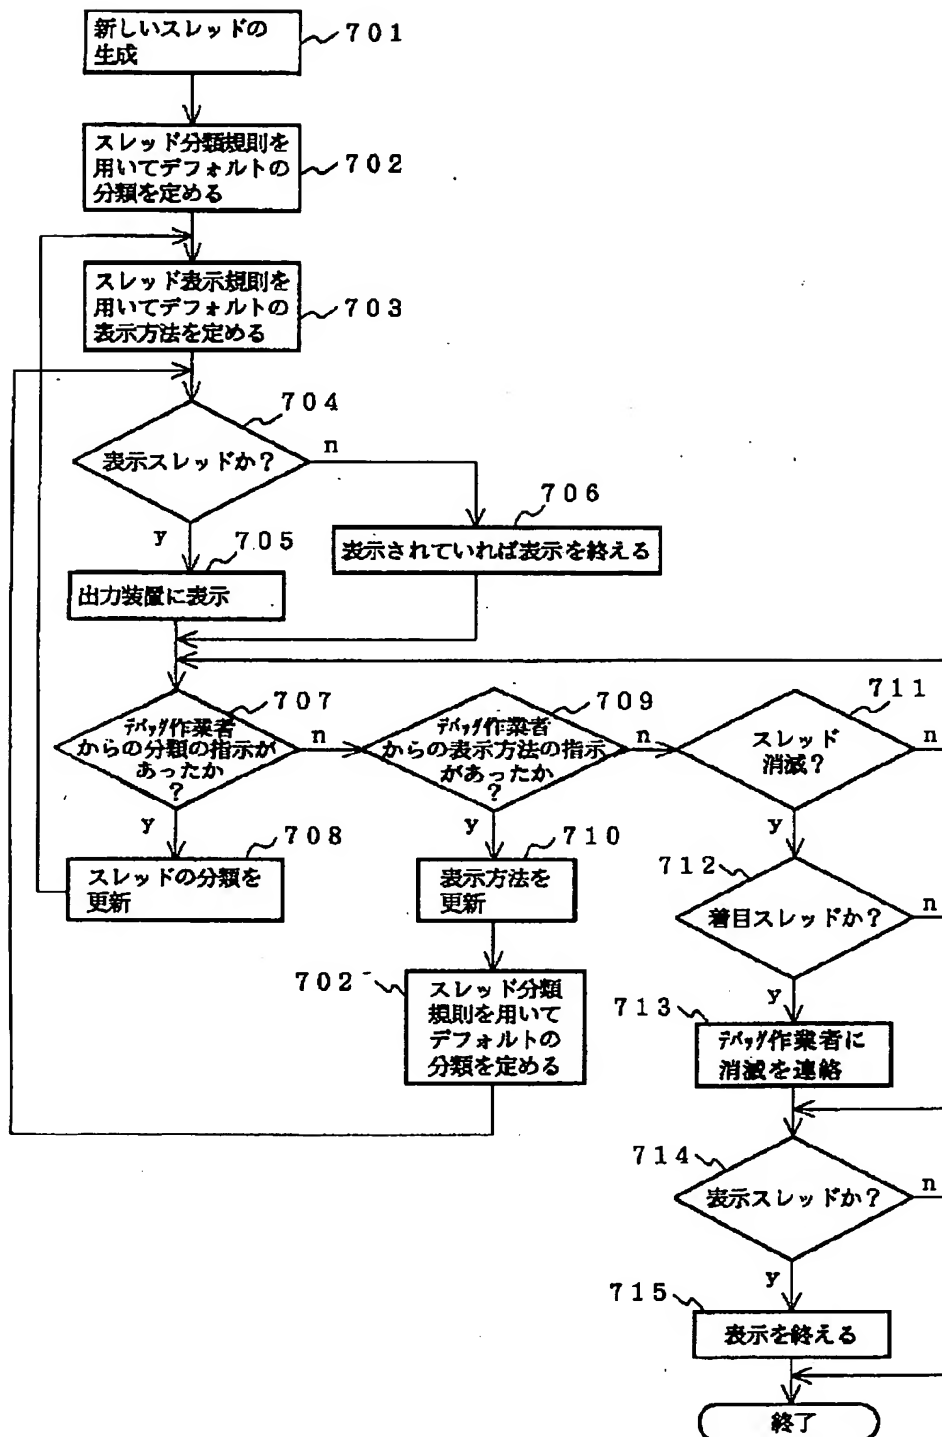 新しいスレッドの
生成
701
スレッド分類規則を
用いてデフォルトの
分類を定める
702
スレッド表示規則を
用いてデフォルトの
表示方法を定める
703
704
表示スレッドか?
n
y
705
706
表示されていれば表示を終える
出力装置に表示
707
デバッグ作業者
からの分類の指示が
あったか
?
n
y
709
デバッグ作業者
からの表示方法の指示
があったか
?
n
y
711
スレッド
消滅?
n
y
708
スレッドの分類を
更新
710
表示方法を
更新
712
着目スレッドか?
n
y
702
スレッド分類
規則を用いて
デフォルトの
分類を定める
713
デバッグ作業者に
消滅を連絡
714
表示スレッドか?
n
y
715
表示を終える
終了